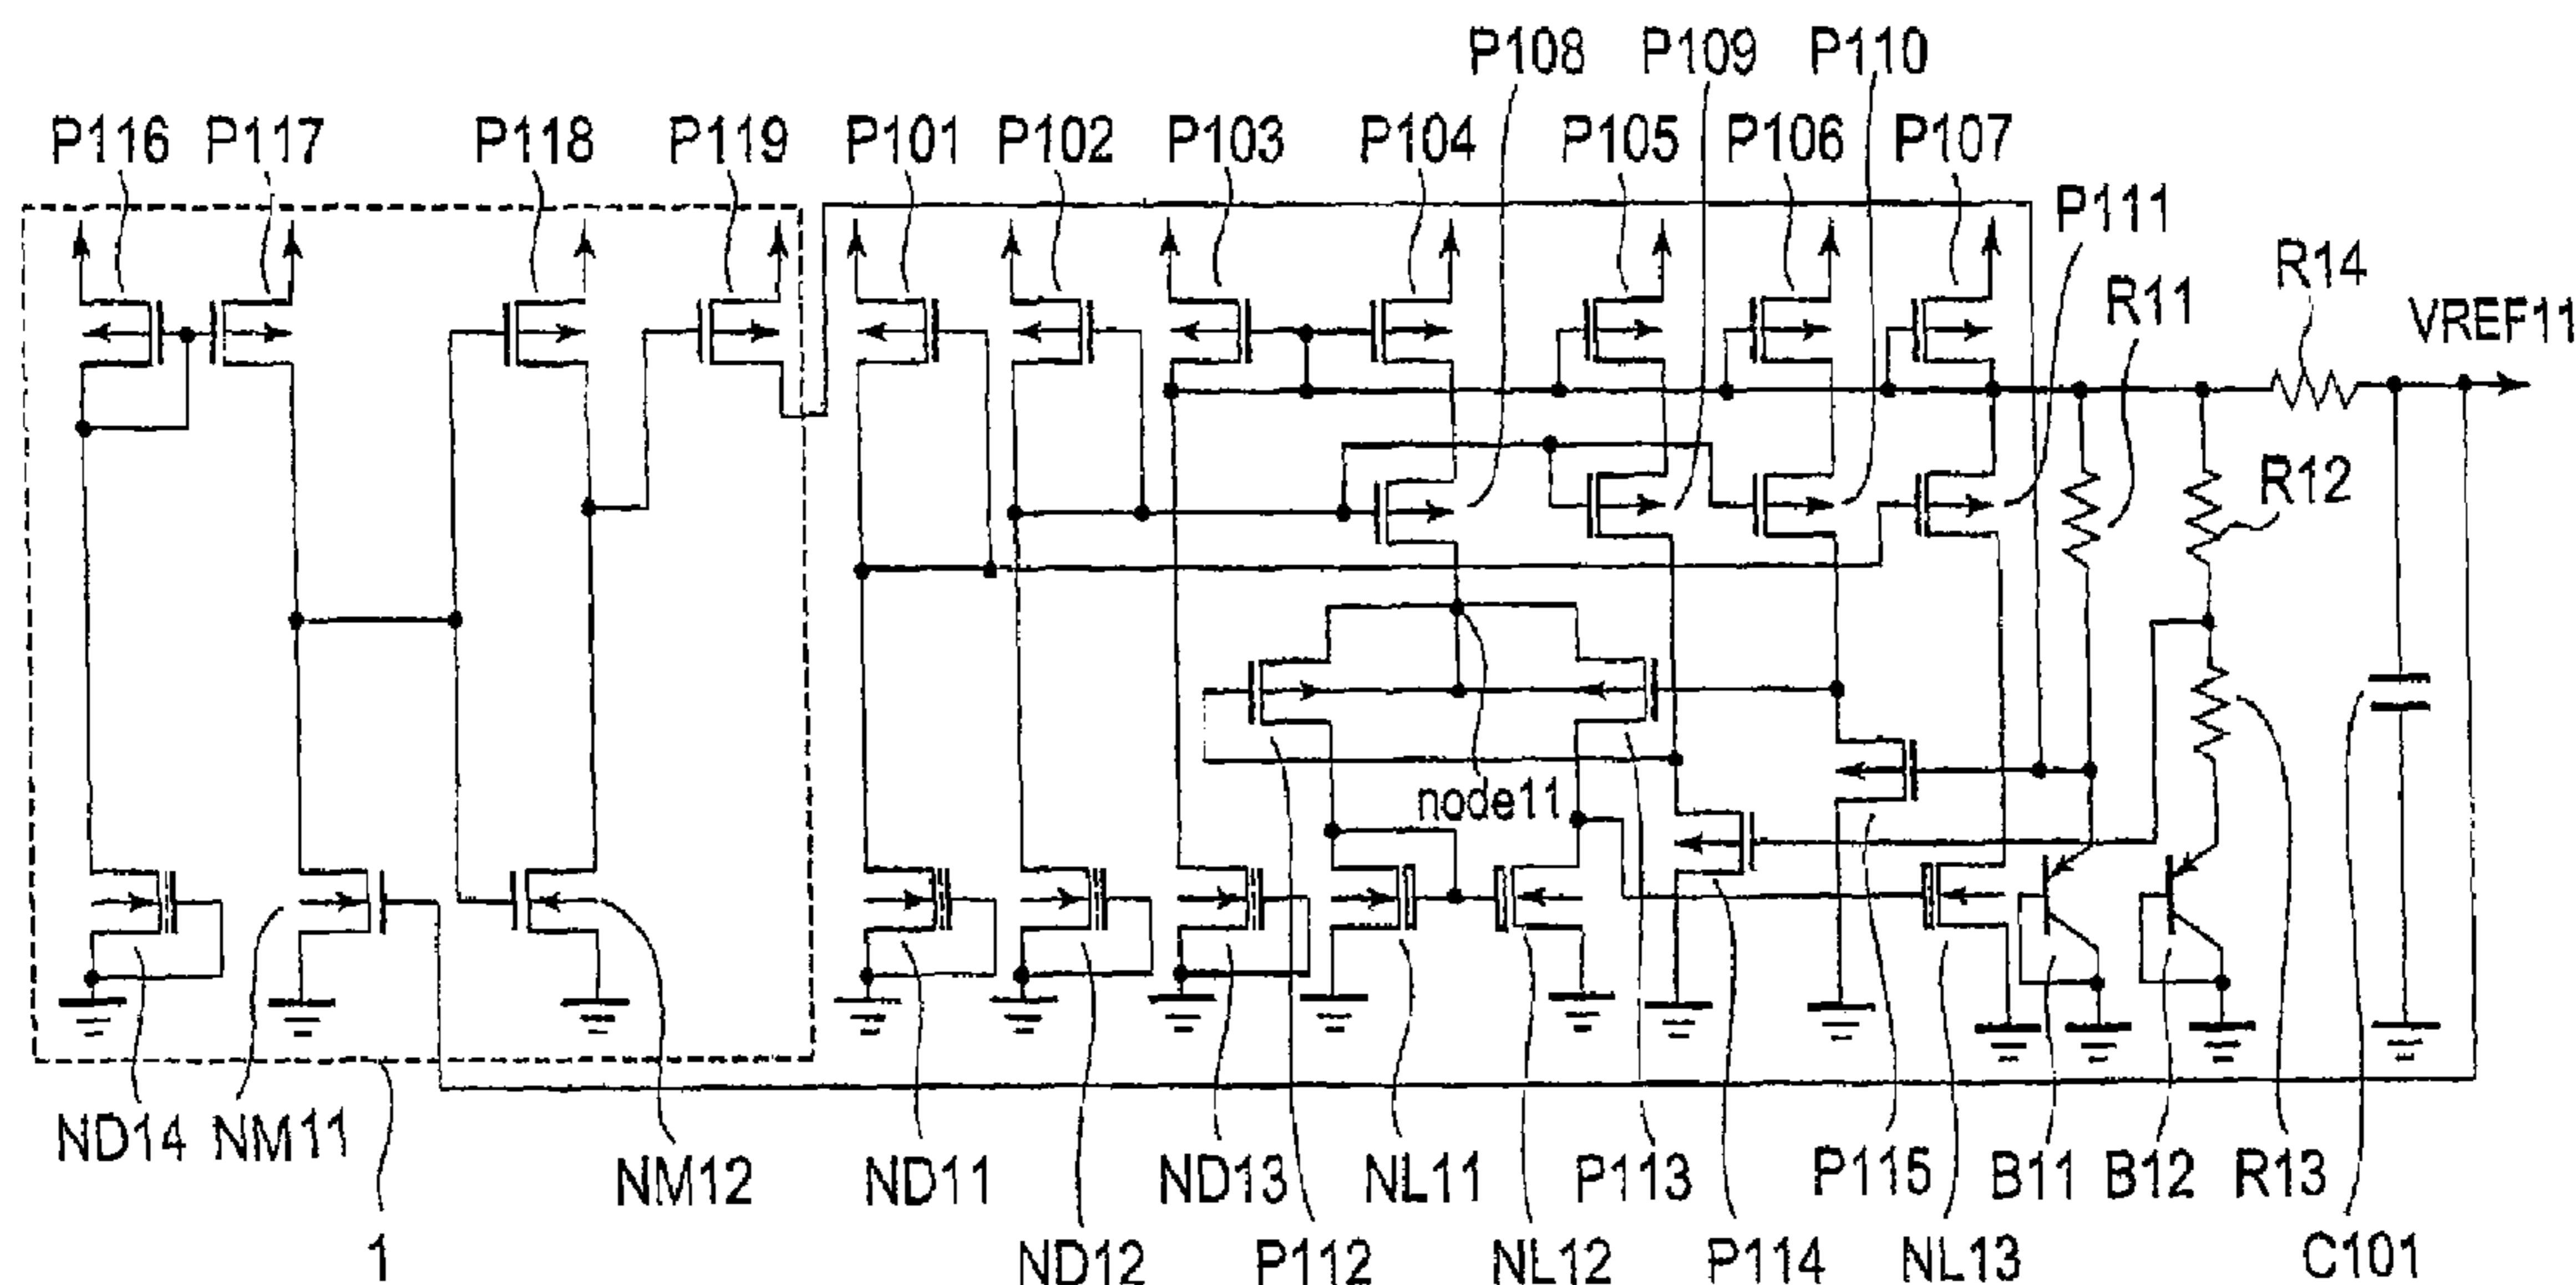 P108 P109 P110
P116 P117 P118 P119 P101 P102 P103 P104 P105 P106 P107
P111
R14
R11
VREF11
R12
node11
ND14 NM11
NM12 ND11 ND13 NL11 P113 P115 B11 B12 R13
1 ND12 P112 NL12 P114 NL13 C101